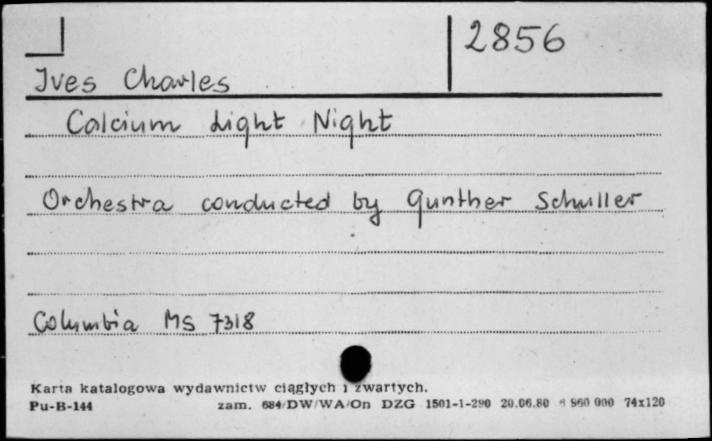 2856
Ives Charles
Calcium Light Night
Orchestra conducted by Gunther Schuller
Columbia MS 7318
Karta katalogowa wydawnictw ciągłych i zwartych.
Pu-B-144 zam. 684/DW/WA/On DZG 1501-1-290 20.06.80 960 000 74x120